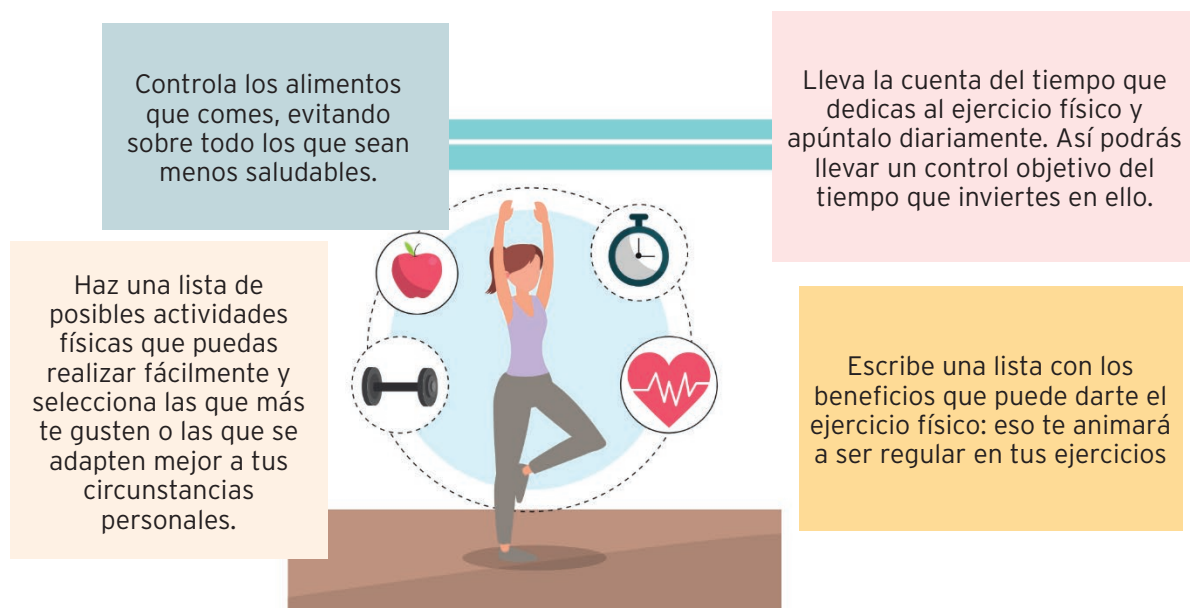 Controla los alimentos
que comes, evitando
sobre todo los que sean
menos saludables.
Lleva la cuenta del tiempo que
dedicas al ejercicio físico y
apúntalo diariamente. Así podrás
llevar un control objetivo del
tiempo que inviertes en ello.
Haz una lista de
posibles actividades
físicas que puedas
realizar fácilmente y
selecciona las que más
te gusten o las que se
adapten mejor a tus
circunstancias
personales.
Escribe una lista con los
beneficios que puede darte el
ejercicio físico: eso te animará
a ser regular en tus ejercicios